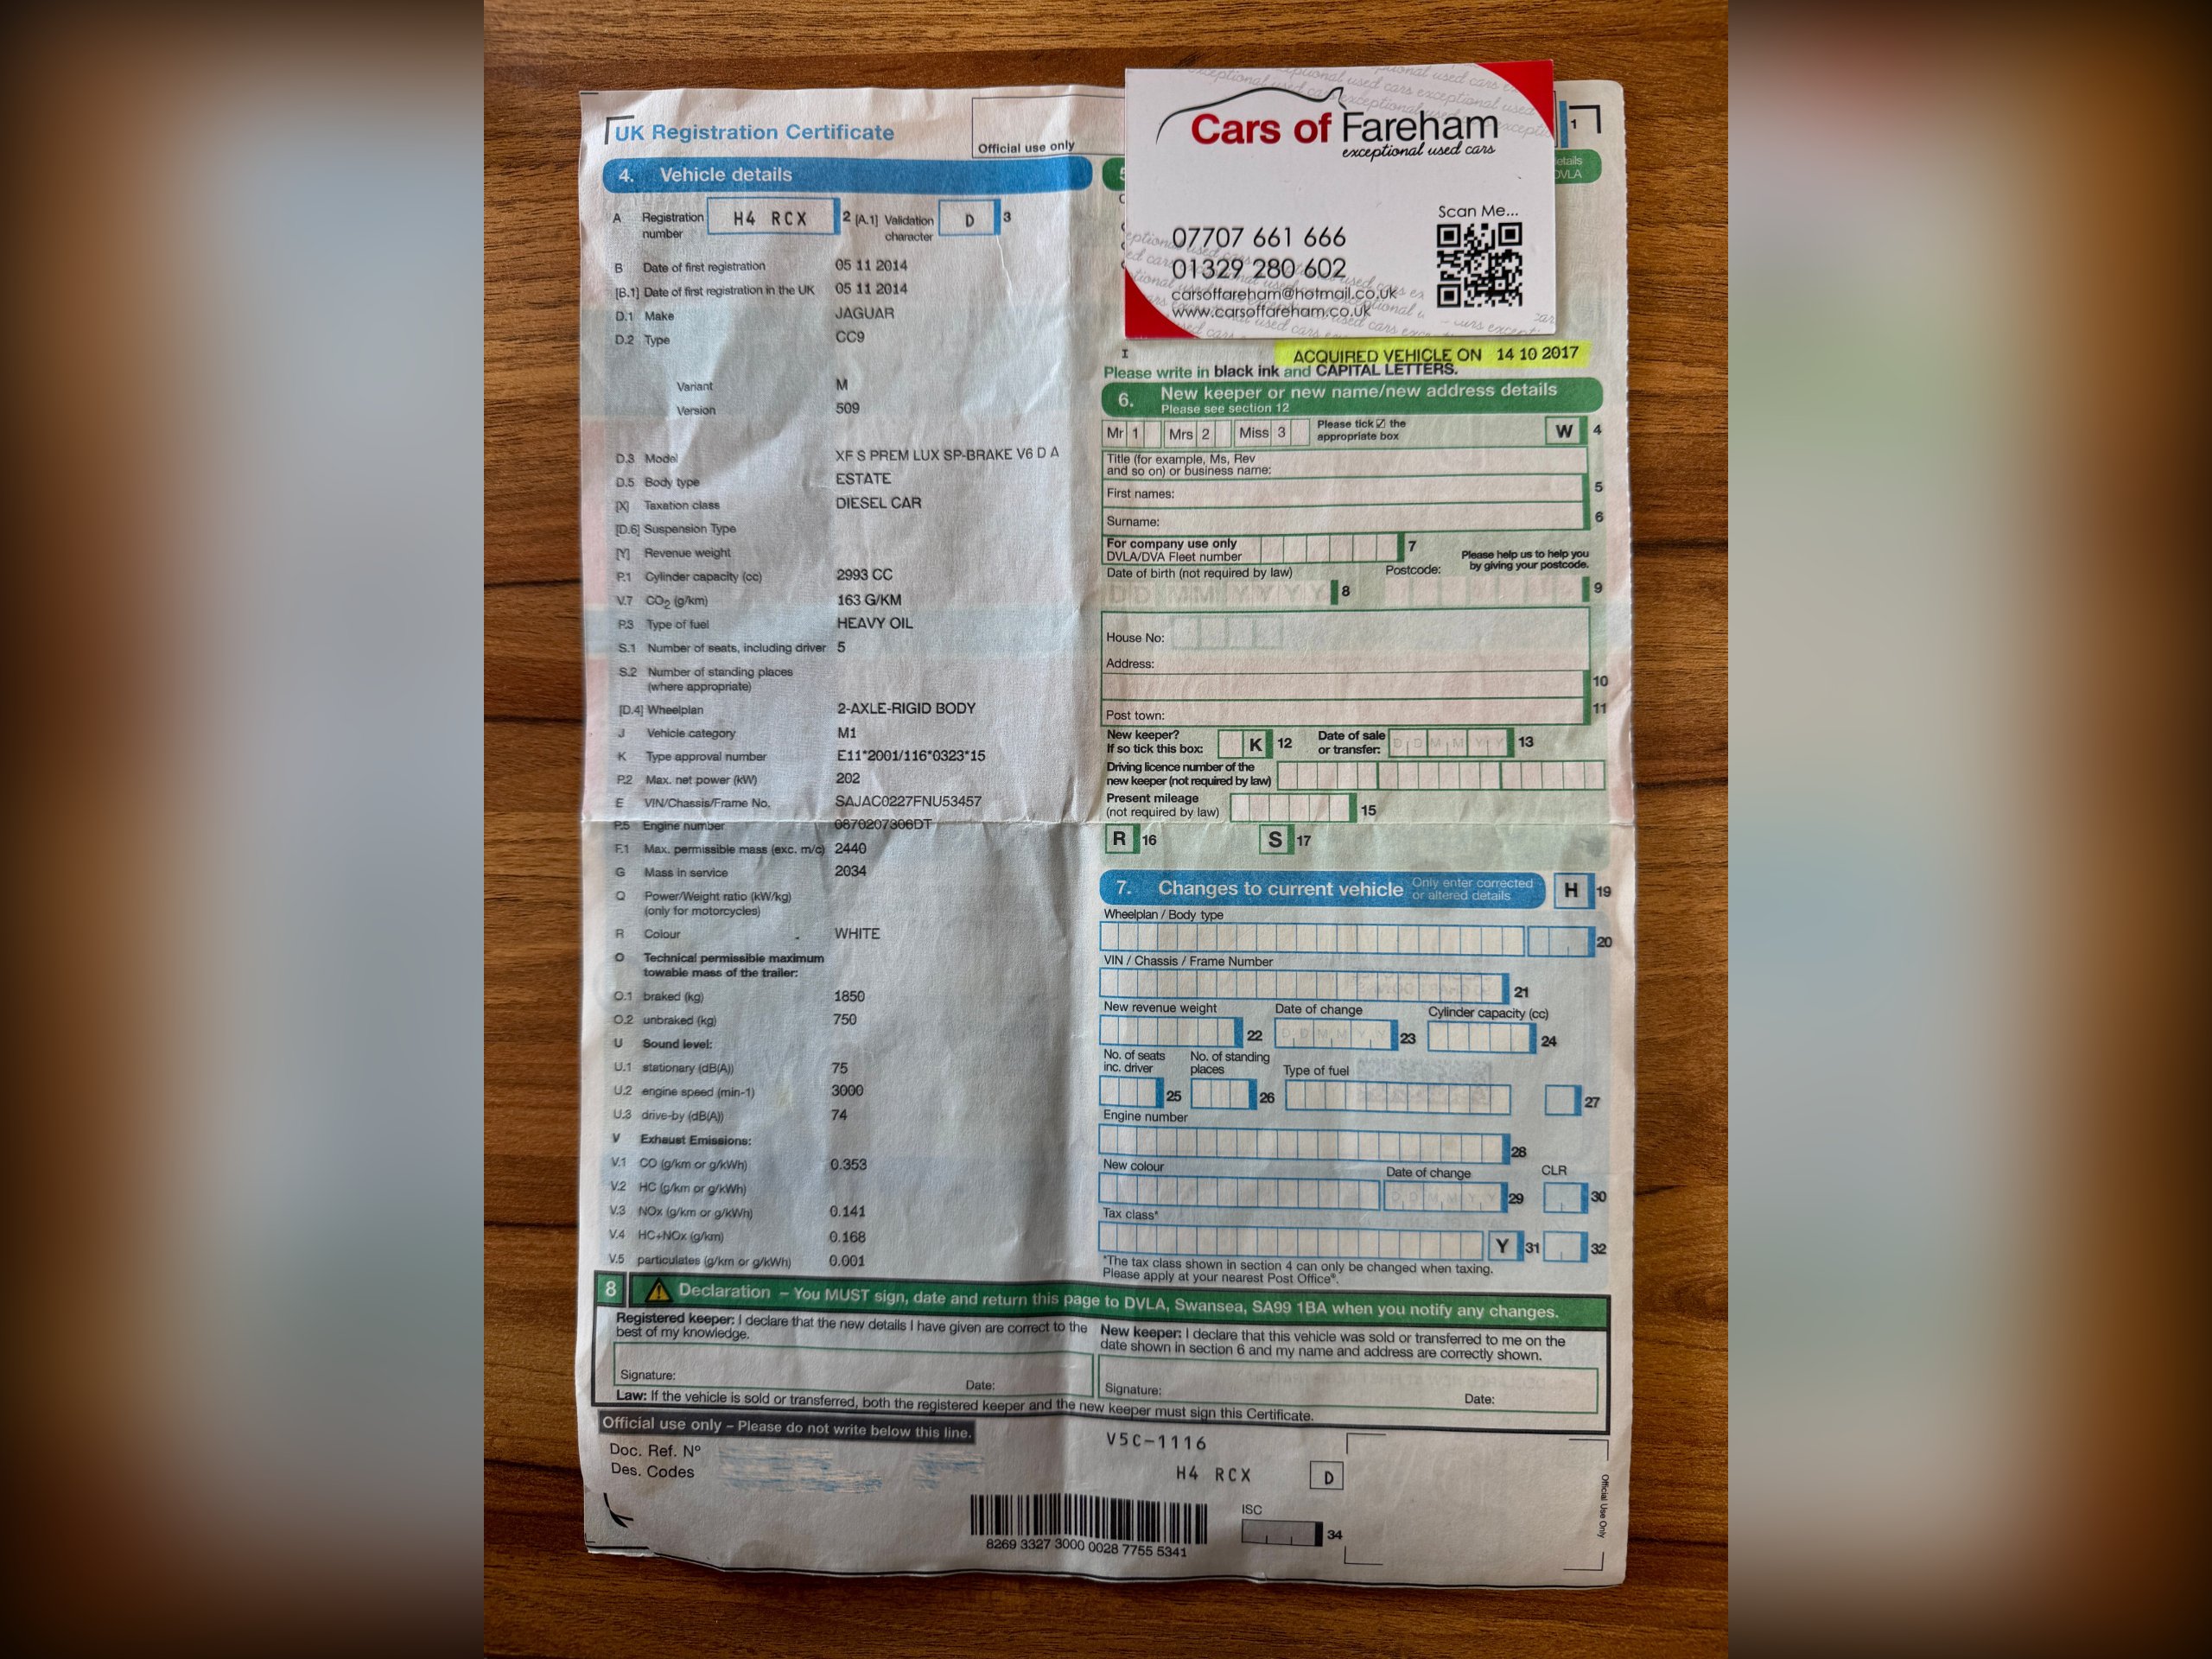 UK Registration Certificate
Official use only
1
4. Vehicle details
A Registration number H4 RCX 2 [A.1] Validation character D 3
B Date of first registration 05 11 2014
[B.1] Date of first registration in the UK 05 11 2014
D.1 Make JAGUAR
D.2 Type CC9
Variant M
Version 509
D.3 Model XF S PREM LUX SP-BRAKE V6 D A
D.5 Body type ESTATE
[X] Taxation class DIESEL CAR
[D.6] Suspension Type
[Y] Revenue weight
P.1 Cylinder capacity (cc) 2993 CC
V.7 CO2 (g/km) 163 G/KM
P.3 Type of fuel HEAVY OIL
S.1 Number of seats, including driver 5
S.2 Number of standing places
(where appropriate)
[D.4] Wheelplan 2-AXLE-RIGID BODY
J Vehicle category M1
K Type approval number E11*2001/116*0323*15
P.2 Max. net power (kW) 202
E VIN/Chassis/Frame No. SAJAC0227FNU53457
P.5 Engine number 0870207306DT
F.1 Max. permissible mass (exc. m/c) 2440
G Mass in service 2034
Q Power/Weight ratio (kW/kg)
(only for motorcycles)
R Colour WHITE
O Technical permissible maximum
towable mass of the trailer:
O.1 braked (kg) 1850
O.2 unbraked (kg) 750
U Sound level:
U.1 stationary (dB(A)) 75
U.2 engine speed (min-1) 3000
U.3 drive-by (dB(A)) 74
V Exhaust Emissions:
V.1 CO (g/km or g/kWh) 0.353
V.2 HC (g/km or g/kWh)
V.3 NOx (g/km or g/kWh) 0.141
V.4 HC+NOx (g/km) 0.168
V.5 particulates (g/km or g/kWh) 0.001
Cars of Fareham
exceptional used cars
Scan Me...
07707 661 666
01329 280 602
carsoffareham@hotmail.co.uk
www.carsoffareham.co.uk
etails
DVLA
I
ACQUIRED VEHICLE ON 14 10 2017
Please write in black ink and CAPITAL LETTERS.
6. New keeper or new name/new address details
Please see section 12
Mr 1 Mrs 2 Miss 3 Please tick ☑ the appropriate box W 4
Title (for example, Ms, Rev
and so on) or business name:
First names: 5
Surname: 6
For company use only
DVLA/DVA Fleet number 7
Please help us to help you
by giving your postcode.
Date of birth (not required by law) Postcode:
D D M M Y Y Y Y 8 9
House No:
Address:
10
Post town: 11
New keeper?
If so tick this box: K 12 Date of sale or transfer: D D M M Y Y 13
Driving licence number of the
new keeper (not required by law)
Present mileage
(not required by law) 15
R 16 S 17
7. Changes to current vehicle Only enter corrected or altered details H 19
Wheelplan / Body type
20
VIN / Chassis / Frame Number
21
New revenue weight Date of change Cylinder capacity (cc)
22 D D M M Y Y 23 24
No. of seats inc. driver No. of standing places Type of fuel
25 26 27
Engine number
28
New colour Date of change CLR
D D M M Y Y 29 30
Tax class*
Y 31 32
*The tax class shown in section 4 can only be changed when taxing.
Please apply at your nearest Post Office®.
8 Declaration – You MUST sign, date and return this page to DVLA, Swansea, SA99 1BA when you notify any changes.
Registered keeper: I declare that the new details I have given are correct to the
best of my knowledge.
Signature: Date:
New keeper: I declare that this vehicle was sold or transferred to me on the
date shown in section 6 and my name and address are correctly shown.
Signature: Date:
Law: If the vehicle is sold or transferred, both the registered keeper and the new keeper must sign this Certificate.
Official use only – Please do not write below this line.
Doc. Ref. Nº
Des. Codes
V5C-1116
H4 RCX D
8269 3327 3000 0028 7755 5341
ISC
34
Official Use Only